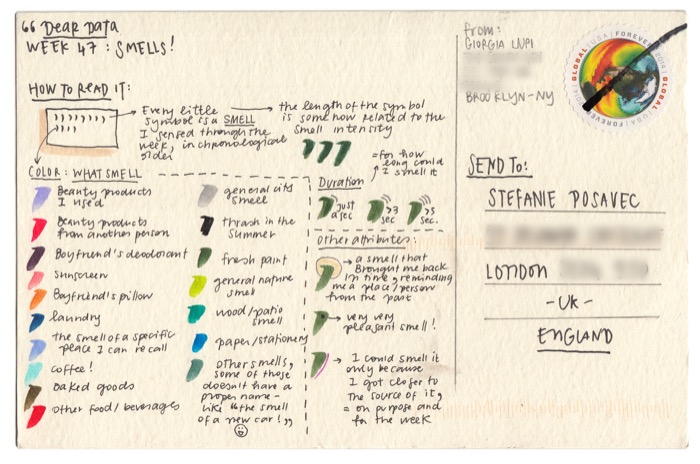 "Dear Data
WEEK 47: SMELLS!
HOW TO READ IT:
Every little
symbol is a SMELL
I sensed through the
week, in chronological
order
the length of the symbol
is some how related to the
smell intensity
COLOR: WHAT SMELL
Beauty products
I used
Beauty products
from another person
Boyfriend's deodorant
sunscreen
Boyfriend's pillow
laundry
the smell of a specific
place I can recall
coffee!
baked goods
other food/beverages
general city
smell
thrash in the
summer
fresh paint
general nature
smell
wood/patio
smell
paper/stationery
other smells,
some of those
doesn't have a
proper name -
like "the smell
of a new car!"
Duration
= for how
long could
I smell it
just
a sec
>3
sec
>5
sec.
other attributes:
a smell that
Brought me back
in time, reminding
me a place/person
from the past
very very
pleasant smell!
I could smell it
only because
I got closer to
the source of it,
= on purpose and
for the week
from:
GIORGIA LUPI
BROOKLYN-NY
GLOBAL USA FOREVER 2014
GLOBAL USA FOREVER
SEND TO:
STEFANIE POSAVEC
LONDON
- UK -
ENGLAND